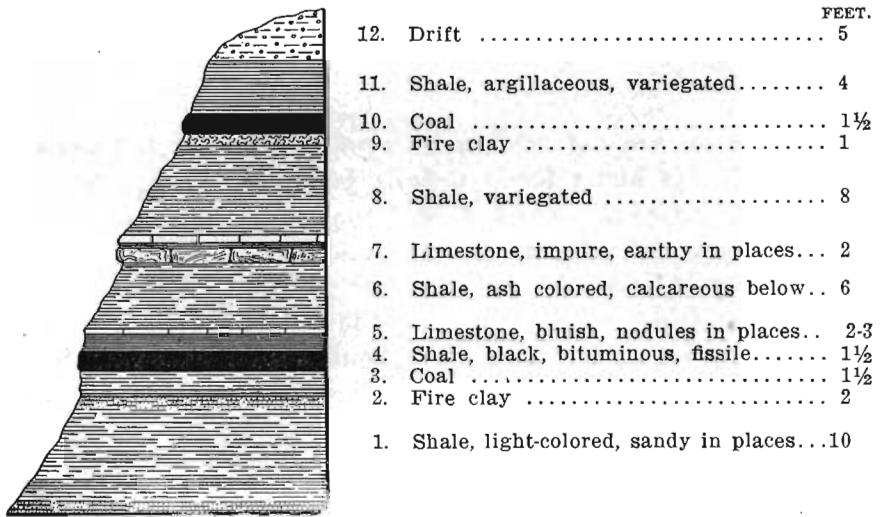 FEET.
12. Drift ................................ 5
11. Shale, argillaceous, variegated........ 4
10. Coal ................................ 1½
9. Fire clay ............................ 1
8. Shale, variegated .................... 8
7. Limestone, impure, earthy in places... 2
6. Shale, ash colored, calcareous below.. 6
5. Limestone, bluish, nodules in places.. 2-3
4. Shale, black, bituminous, fissile....... 1½
3. Coal ................................ 1½
2. Fire clay ............................ 2
1. Shale, light-colored, sandy in places...10